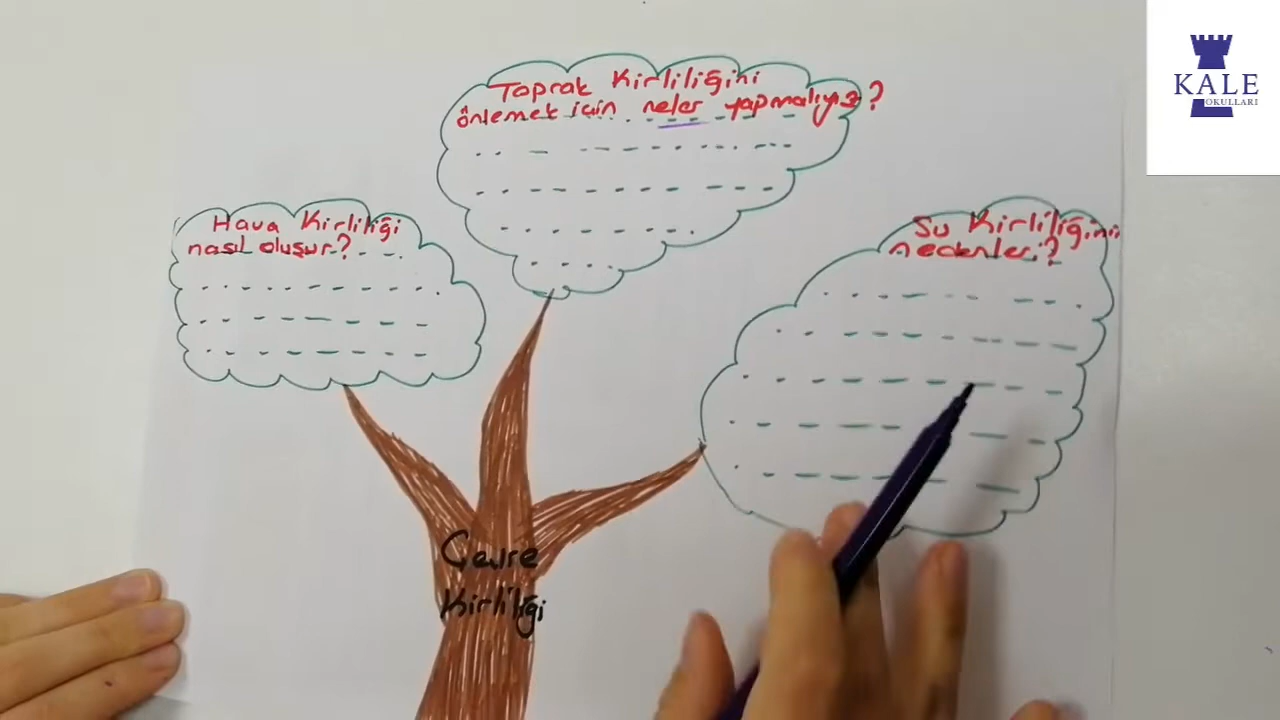 Toprak Kirliliğini
önlemek için neler yapmalıyız?
Hava Kirliliği
nasıl oluşur?
Su Kirliliğinin
nedenleri?
Çevre
Kirliliği
KALE
OKULLARI